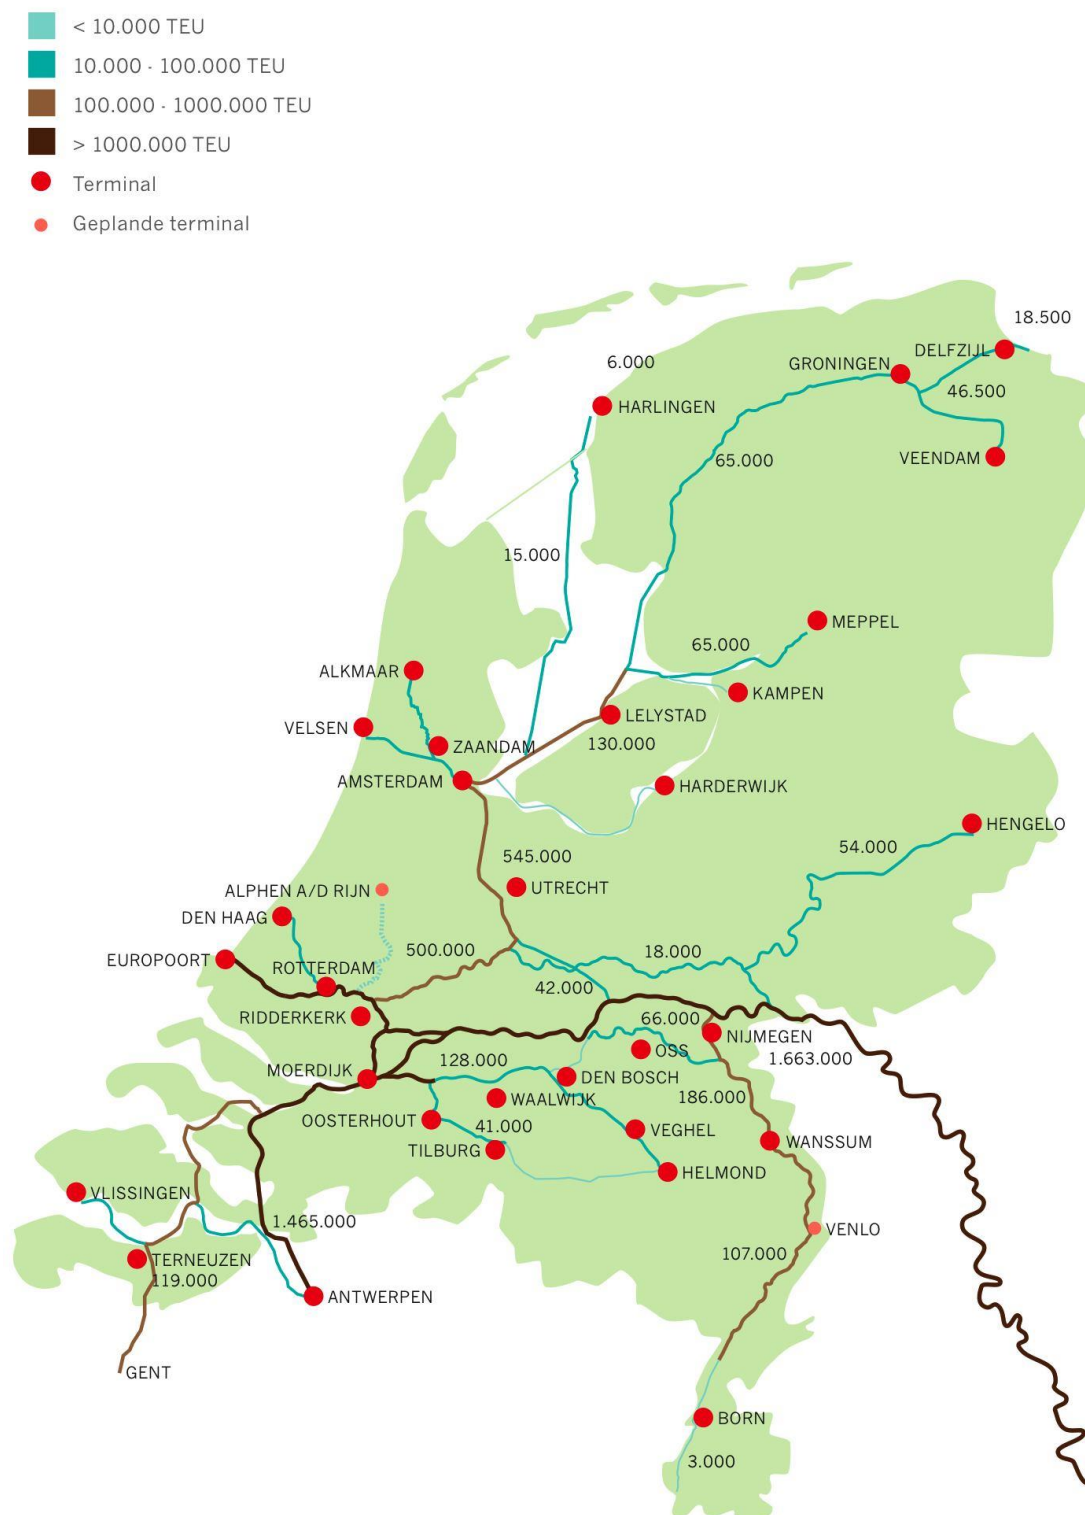 < 10.000 TEU
10.000 - 100.000 TEU
100.000 - 1000.000 TEU
> 1000.000 TEU
Terminal
Geplande terminal
18.500
DELFZIJL
6.000
GRONINGEN
46.500
HARLINGEN
VEENDAM
65.000
15.000
MEPPEL
65.000
ALKMAAR
KAMPEN
LELYSTAD
VELSEN
130.000
ZAANDAM
AMSTERDAM
HARDERWIJK
HENGELO
54.000
545.000
UTRECHT
ALPHEN A/D RIJN
DEN HAAG
500.000
18.000
EUROPOORT
ROTTERDAM
42.000
RIDDERKERK
66.000
NIJMEGEN
OSS
1.663.000
128.000
MOERDIJK
DEN BOSCH
186.000
WAALWIJK
OOSTERHOUT
41.000
VEGHEL
WANSSUM
TILBURG
HELMOND
VLISSINGEN
1.465.000
VENLO
107.000
TERNEUZEN
119.000
ANTWERPEN
GENT
BORN
3.000